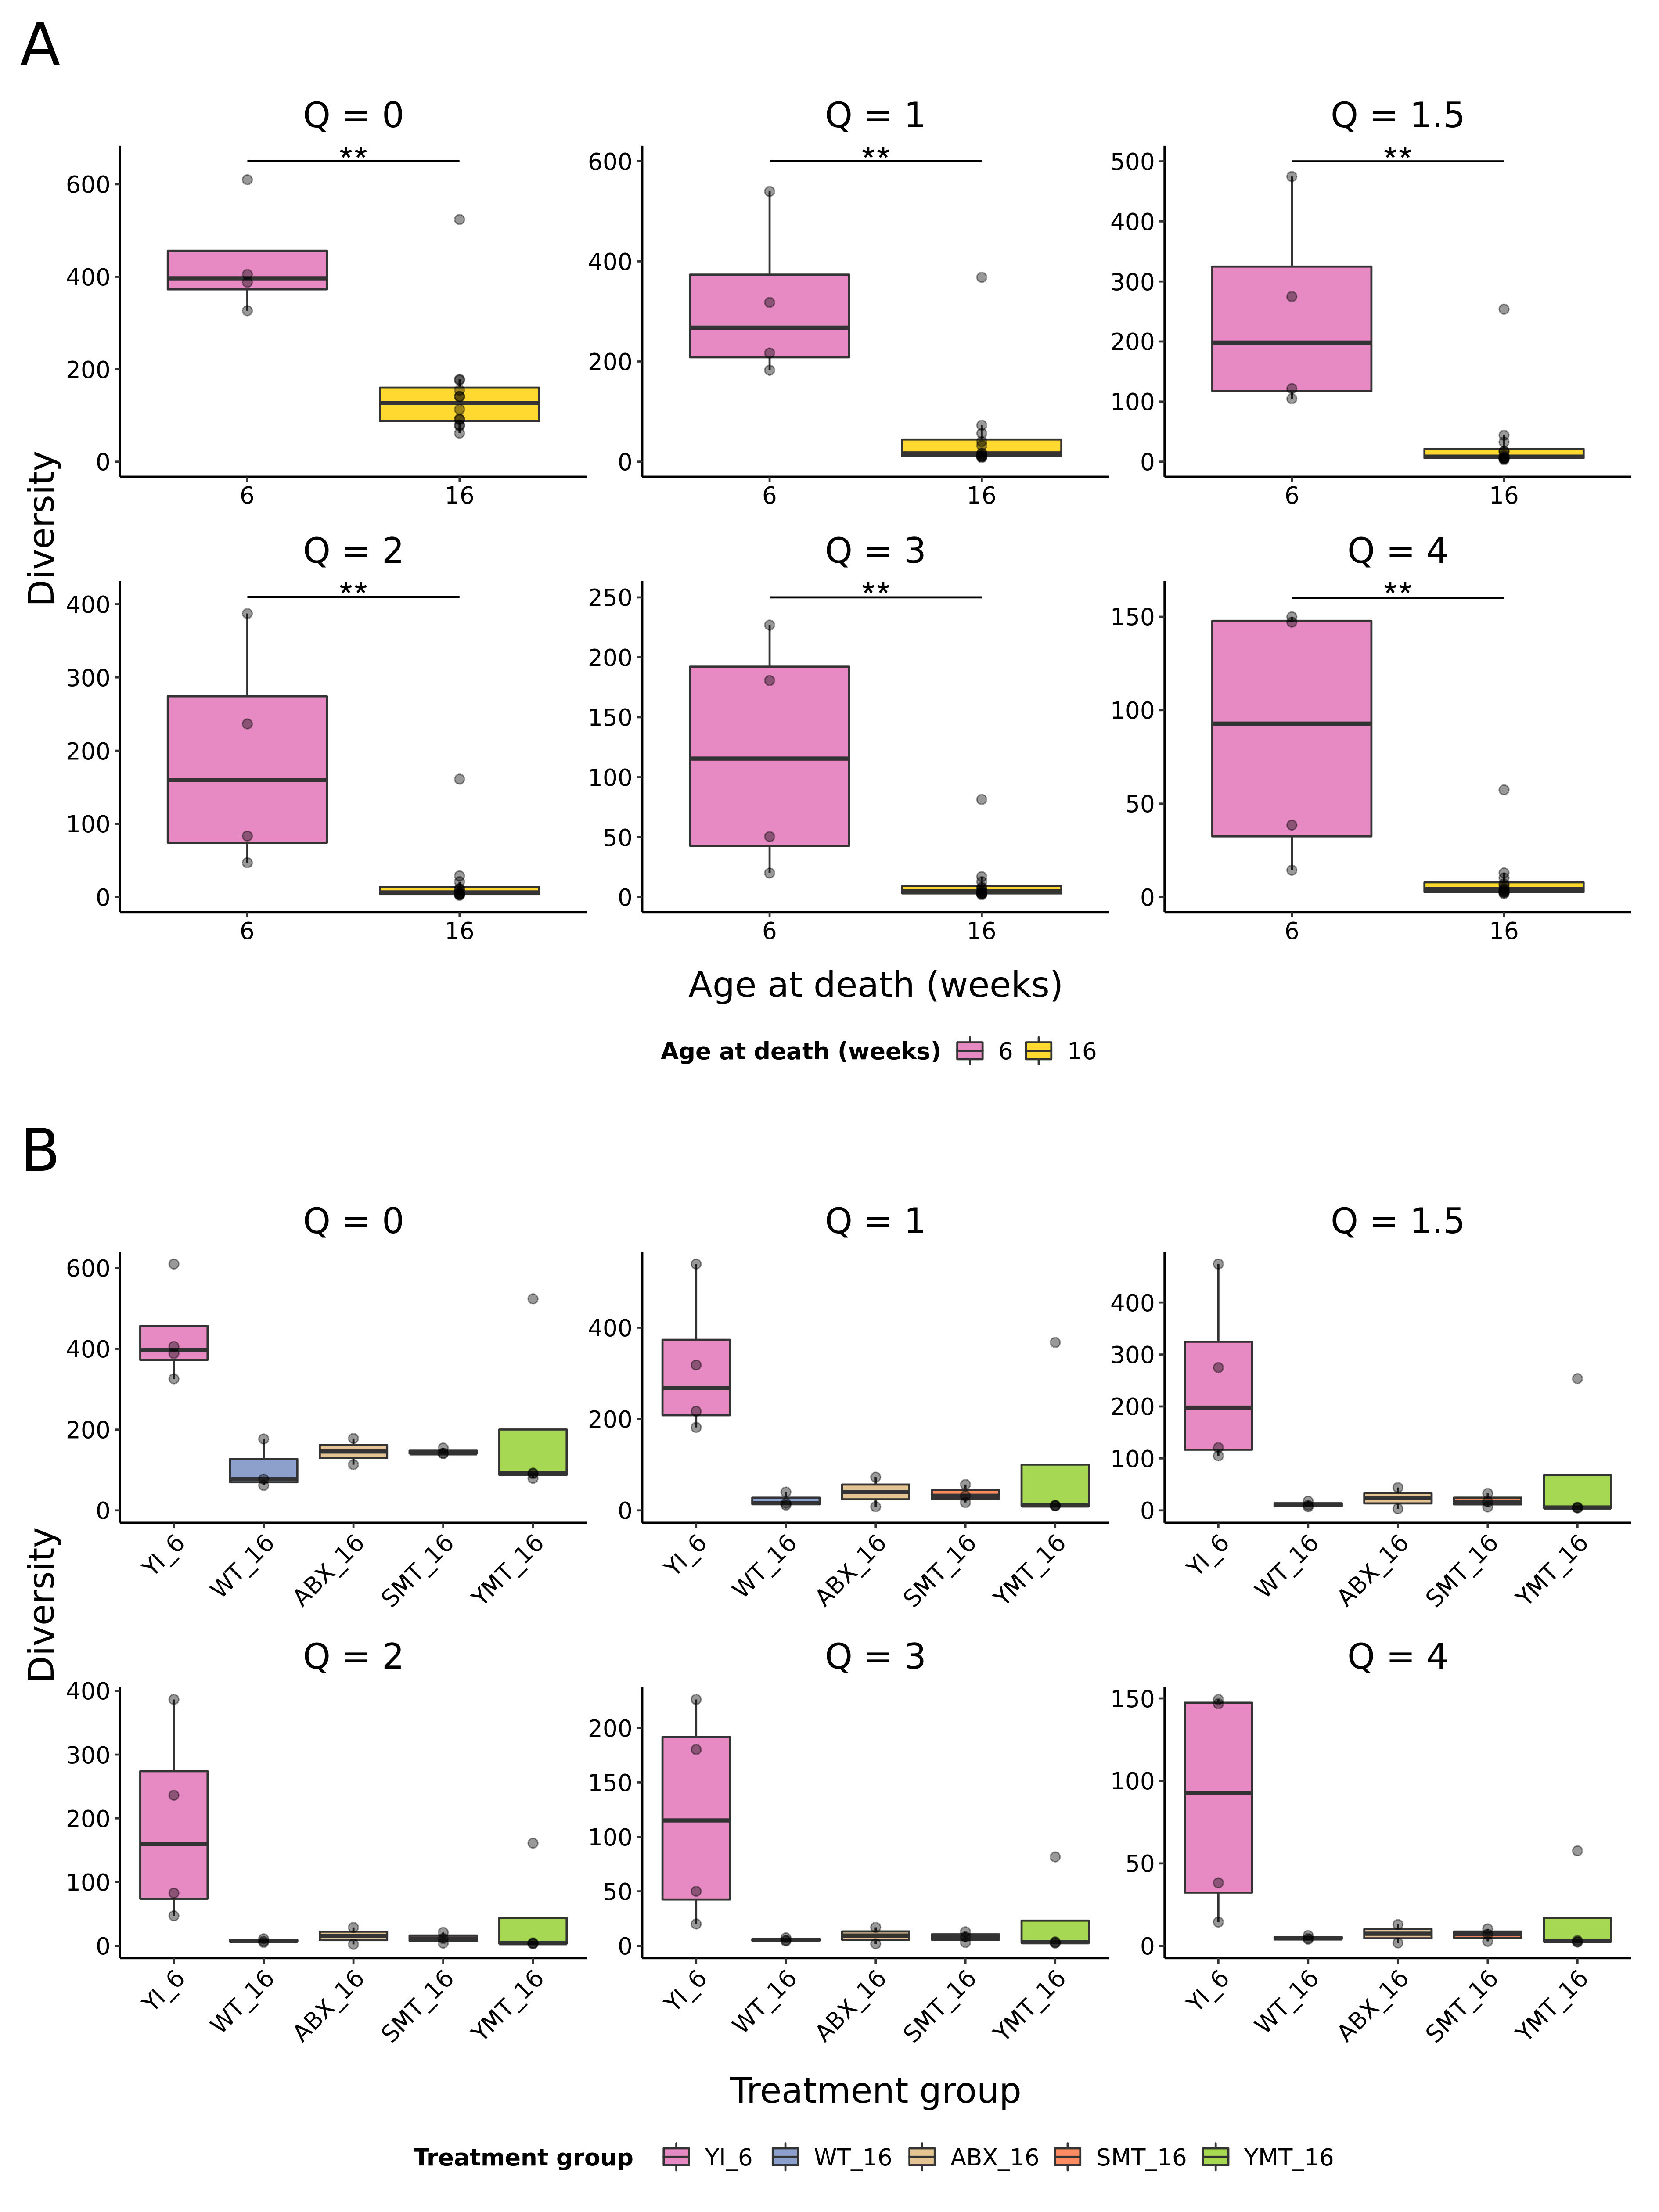 A
Q = 0
Q = 1
Q = 1.5
** ** **
600 400 200 0
600 400 200 0
500 400 300 200 100 0
6 16
6 16
6 16
Diversity
Q = 2
Q = 3
Q = 4
** ** **
400 300 200 100 0
250 200 150 100 50 0
150 100 50 0
6 16
6 16
6 16
Age at death (weeks)
Age at death (weeks) 6 16
B
Q = 0
Q = 1
Q = 1.5
600 400 200 0
400 200 0
400 300 200 100 0
YI_6 WT_16 ABX_16 SMT_16 YMT_16
YI_6 WT_16 ABX_16 SMT_16 YMT_16
YI_6 WT_16 ABX_16 SMT_16 YMT_16
Diversity
Q = 2
Q = 3
Q = 4
400 300 200 100 0
200 150 100 50 0
150 100 50 0
YI_6 WT_16 ABX_16 SMT_16 YMT_16
YI_6 WT_16 ABX_16 SMT_16 YMT_16
YI_6 WT_16 ABX_16 SMT_16 YMT_16
Treatment group
Treatment group YI_6 WT_16 ABX_16 SMT_16 YMT_16